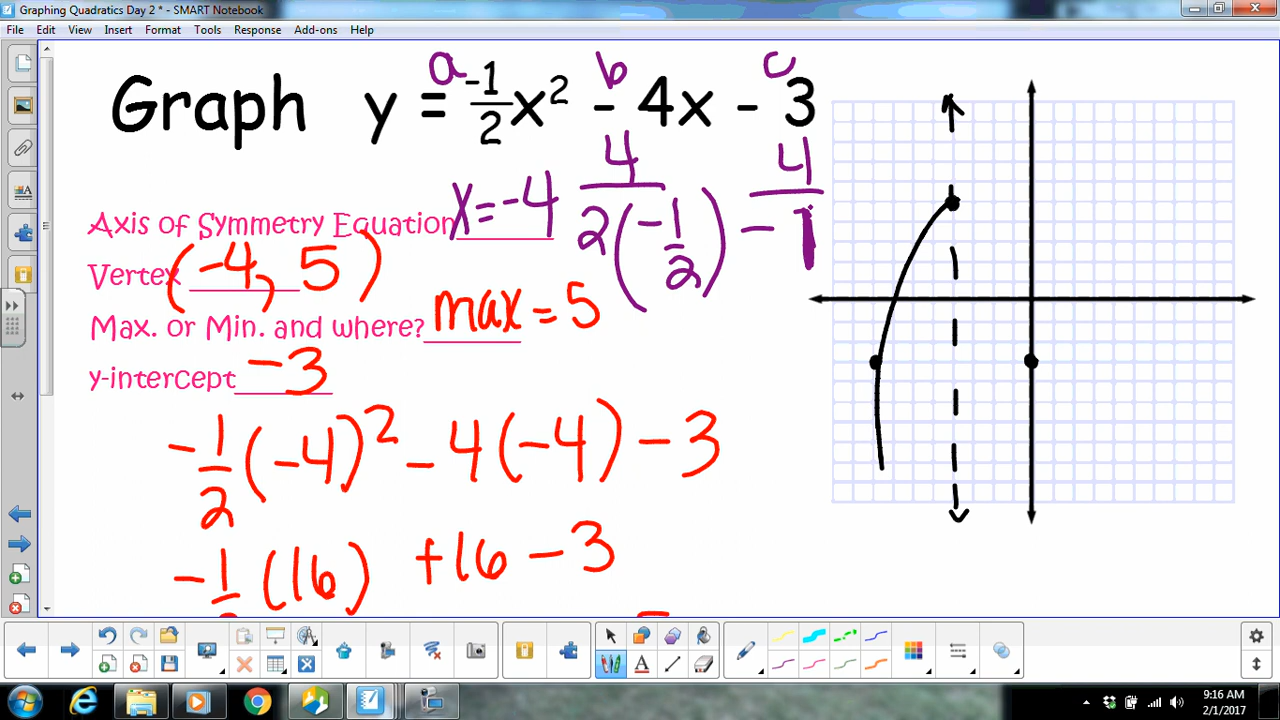 Graphing Quadratics Day 2 * - SMART Notebook
File Edit View Insert Format Tools Response Add-ons Help
a b c
Graph y = -1/2 x² - 4x - 3
x = -4 4/2(-1/2) 4/-1
Axis of Symmetry Equation
Vertex (-4, 5)
Max. or Min. and where? max = 5
y-intercept -3
-1/2 (-4)² - 4(-4) - 3
-1/2 (16) + 16 - 3
9:16 AM
2/1/2017